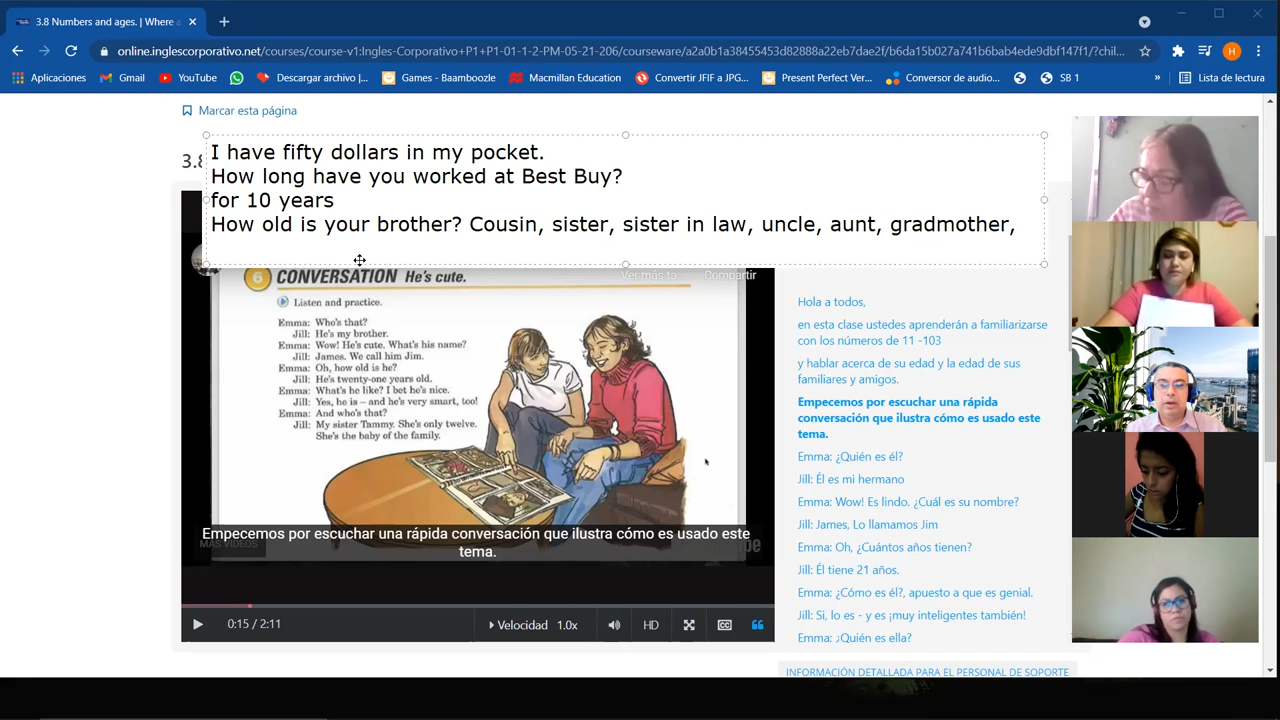 3.8 Numbers and ages. | Where
online.inglescorporativo.net/courses/course-v1:Ingles-Corporativo+P1+P1-01-1-2-PM-05-21-206/courseware/a2a0b1a38455453d82888a22eb7dae2f/b6da15b027a741b6bab4ede9dbf147f1/?chil...
H
Aplicaciones
Gmail
YouTube
Descargar archivo |...
Games - Baamboozle
Macmillan Education
Convertir JFIF a JPG...
Present Perfect Ver...
Conversor de audio...
SB 1
»
Lista de lectura
Marcar esta página
3.8
I have fifty dollars in my pocket.
How long have you worked at Best Buy?
for 10 years
How old is your brother? Cousin, sister, sister in law, uncle, aunt, gradmother,
Ver más ta
Compartir
6 CONVERSATION He's cute.
Listen and practice.
Emma: Who's that?
Jill: He's my brother.
Emma: Wow! He's cute. What's his name?
Jill: James. We call him Jim.
Emma: Oh, how old is he?
Jill: He's twenty-one years old.
Emma: What's he like? I bet he's nice.
Jill: Yes, he is – and he's very smart, too!
Emma: And who's that?
Jill: My sister Tammy. She's only twelve.
She's the baby of the family.
Empecemos por escuchar una rápida conversación que ilustra cómo es usado este
tema.
MÁS VIDEOS
0:15 / 2:11
Velocidad 1.0x
HD
Hola a todos,
en esta clase ustedes aprenderán a familiarizarse
con los números de 11 -103
y hablar acerca de su edad y la edad de sus
familiares y amigos.
Empecemos por escuchar una rápida
conversación que ilustra cómo es usado este
tema.
Emma: ¿Quién es él?
Jill: Él es mi hermano
Emma: Wow! Es lindo. ¿Cuál es su nombre?
Jill: James, Lo llamamos Jim
Emma: Oh, ¿Cuántos años tienen?
Jill: Él tiene 21 años.
Emma: ¿Cómo es él?, apuesto a que es genial.
Jill: Si, lo es - y es ¡muy inteligentes también!
Emma: ¿Quién es ella?
INFORMACIÓN DETALLADA PARA EL PERSONAL DE SOPORTE